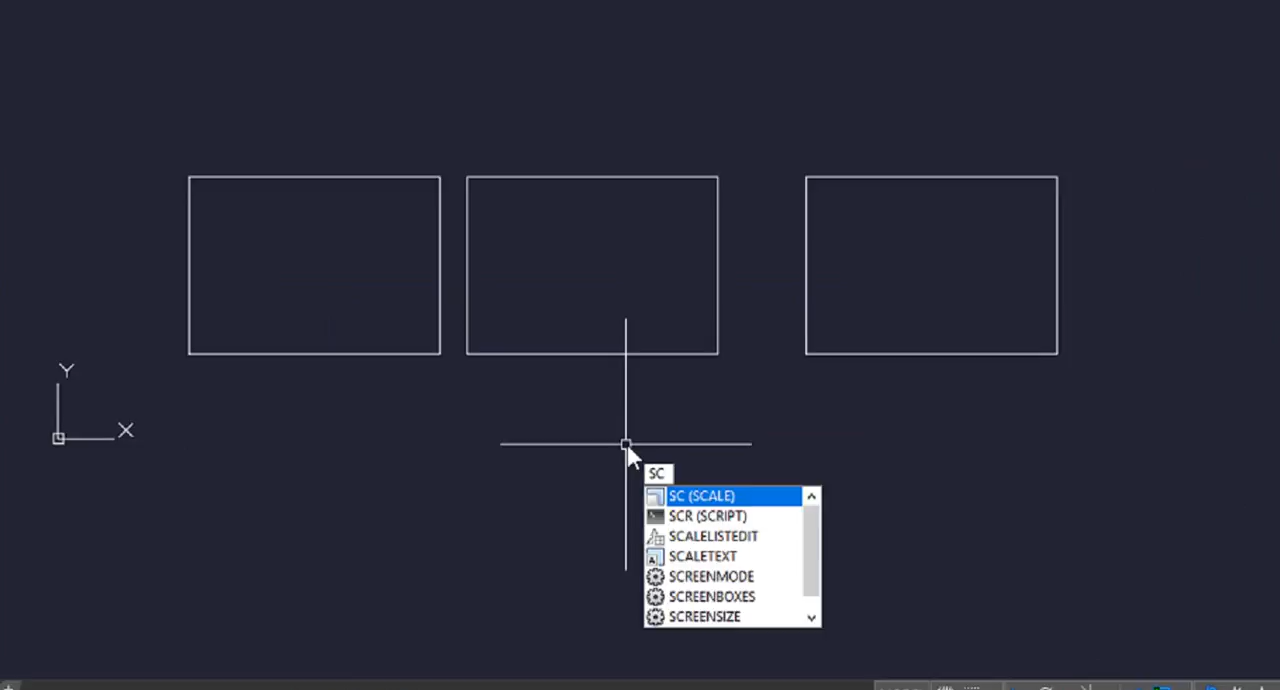 Y
X
SC
SC (SCALE)
SCR (SCRIPT)
SCALELISTEDIT
SCALETEXT
SCREENMODE
SCREENBOXES
SCREENSIZE